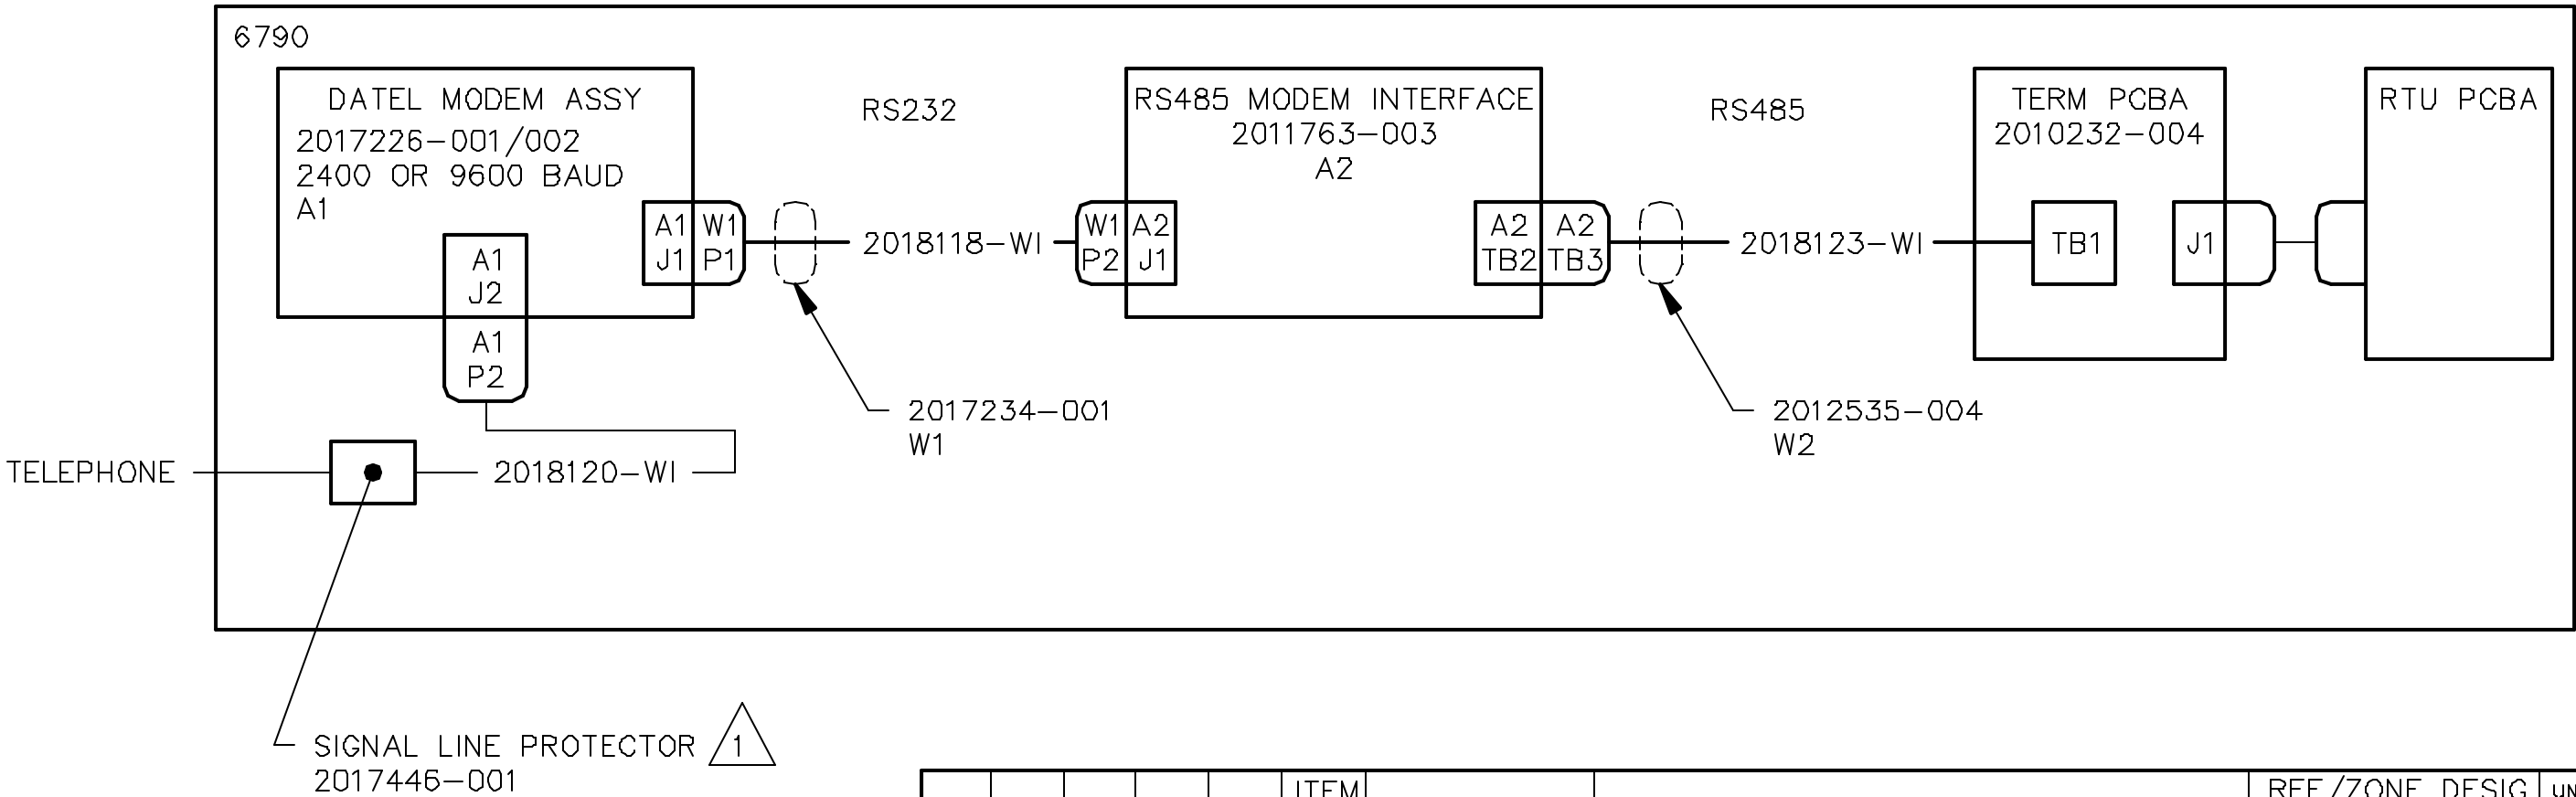 6790
DATEL MODEM ASSY
2017226-001/002
2400 OR 9600 BAUD
A1
A1
J1
W1
P1
A1
J2
A1
P2
RS232
2018118-WI
W1
P2
A2
J1
RS485 MODEM INTERFACE
2011763-003
A2
A2
TB2
A2
TB3
RS485
2018123-WI
TERM PCBA
2010232-004
TB1
J1
RTU PCBA
2017234-001
W1
2012535-004
W2
TELEPHONE
2018120-WI
SIGNAL LINE PROTECTOR 1
2017446-001
ITEM
REF/ZONE DESIG